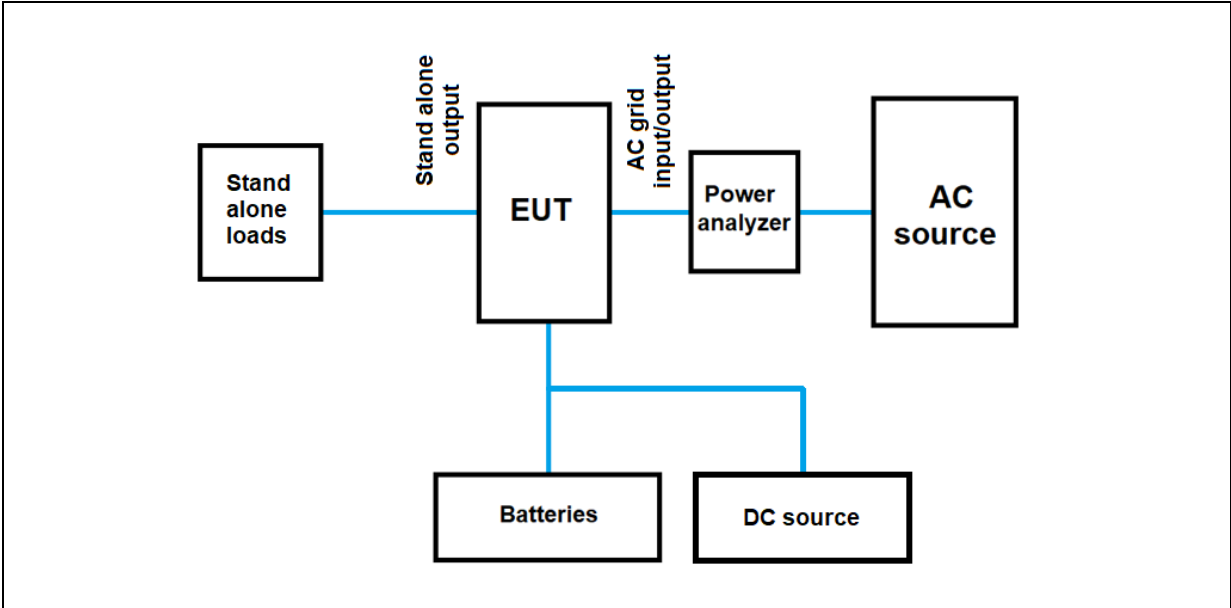 Stand alone
output
AC grid
input/output
Stand
alone
loads
EUT
Power
analyzer
AC
source
Batteries
DC source